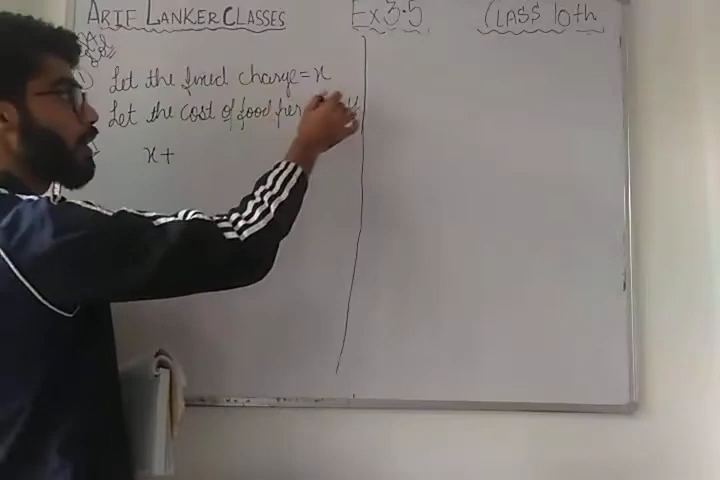 ARIF LANKER CLASSES
Ex 3.5
CLASS 10th
Let the fixed charge = x
Let the cost of food per y
x +